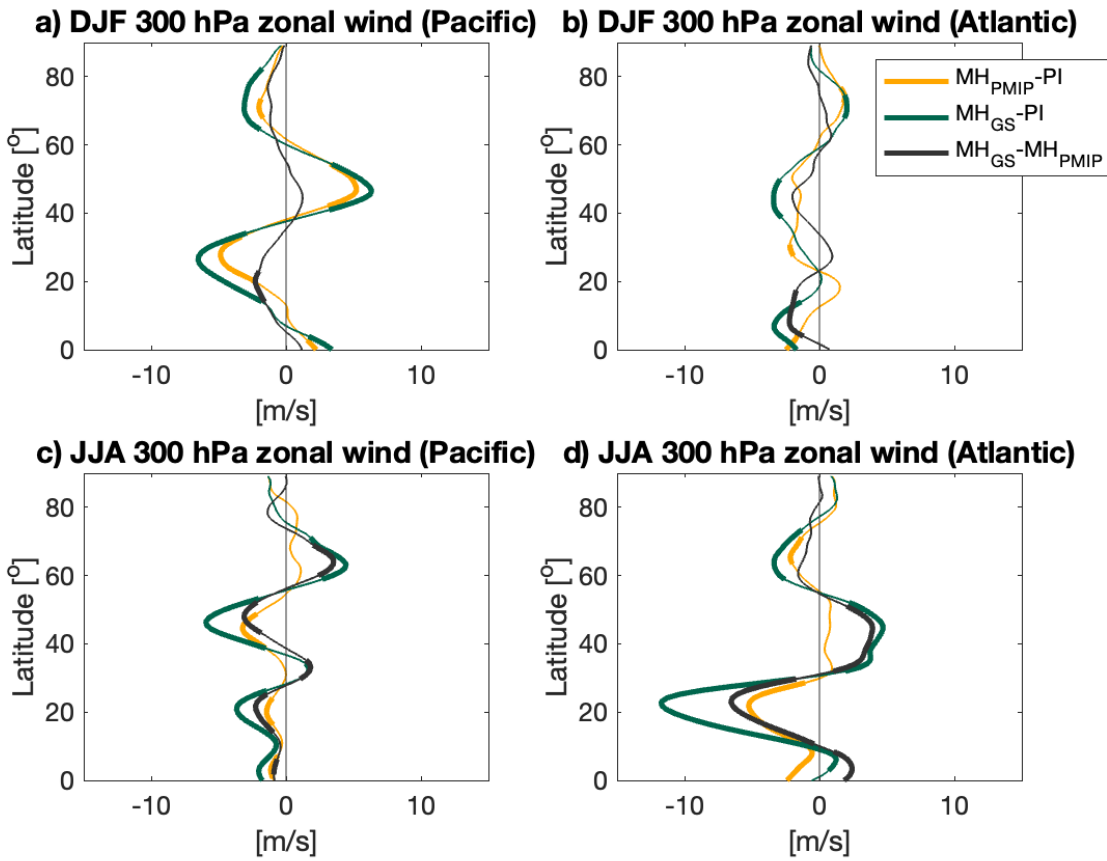 a) DJF 300 hPa zonal wind (Pacific)
80
60
40
20
0
Latitude [°]
-10 0 10
[m/s]
b) DJF 300 hPa zonal wind (Atlantic)
MH_PMIP-PI
MH_GS-PI
MH_GS-MH_PMIP
80
60
40
20
0
Latitude [°]
-10 0 10
[m/s]
c) JJA 300 hPa zonal wind (Pacific)
80
60
40
20
0
Latitude [°]
-10 0 10
[m/s]
d) JJA 300 hPa zonal wind (Atlantic)
80
60
40
20
0
Latitude [°]
-10 0 10
[m/s]